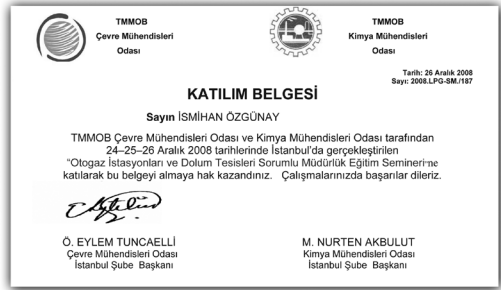 TMMOB
Çevre Mühendisleri
Odası
TMMOB
Kimya Mühendisleri
Odası
Tarih: 26 Aralık 2008
Sayı: 2008.LPG-SM./187
KATILIM BELGESİ
Sayın İSMİHAN ÖZGÜNAY
TMMOB Çevre Mühendisleri Odası ve Kimya Mühendisleri Odası tarafından
24–25–26 Aralık 2008 tarihlerinde İstanbul'da gerçekleştirilen
“Otogaz İstasyonları ve Dolum Tesisleri Sorumlu Müdürlük Eğitim Semineri"ne
katılarak bu belgeyi almaya hak kazandınız. Çalışmalarınızda başarılar dileriz.
Ö. EYLEM TUNCAELLİ
Çevre Mühendisleri Odası
İstanbul Şube Başkanı
M. NURTEN AKBULUT
Kimya Mühendisleri Odası
İstanbul Şube Başkanı